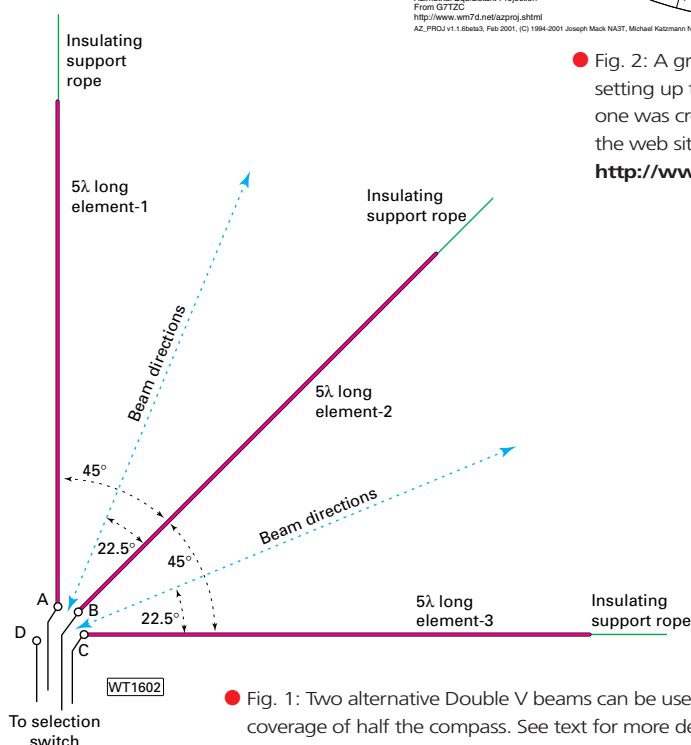 Azimuthal Equidistant Projection
From G7TZC
http://www.wm7d.net/azproj.shtml
AZ_PROJ v1.1.6beta3, Feb 2001, (C) 1994-2001 Joseph Mack NA3T, Michael Katzmann N
Fig. 2: A gr
setting up
one was cr
the web sit
http://ww
Insulating
support
rope
5λ long
element-1
Insulating
support rope
Beam directions
5λ long
element-2
45°
Beam directions
22.5°
45°
A
B
22.5°
5λ long
element-3
Insulating
support rope
D
C
WT1602
To selection
switch
Fig. 1: Two alternative Double V beams can be use
coverage of half the compass. See text for more de